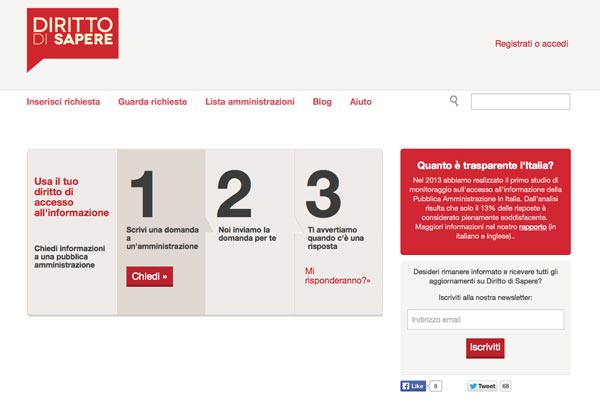 DIRITTO
DI SAPERE
Registrati o accedi
Inserisci richiesta
Guarda richieste
Lista amministrazioni
Blog
Aiuto
Usa il tuo
diritto di
accesso
all'informazione
Chiedi informazioni
a una pubblica
amministrazione
1
Scrivi una domanda
a
un'amministrazione
Chiedi »
2
Noi inviamo la
domanda per te
3
Ti avvertiamo
quando c'è una
risposta
Mi
risponderanno?»
Quanto è trasparente l'Italia?
Nel 2013 abbiamo realizzato il primo studio di
monitoraggio sull'accesso all'informazione della
Pubblica Amministrazione in Italia. Dall'analisi
risulta che solo il 13% delle risposte è
considerato pienamente soddisfacente.
Maggiori informazioni nel nostro rapporto (in
italiano e inglese)..
Desideri rimanere informato e ricevere tutti gli
aggiornamenti su Diritto di Sapere?
Iscriviti alla nostra newsletter:
Indirizzo email
Iscriviti
Like
8
Tweet
68